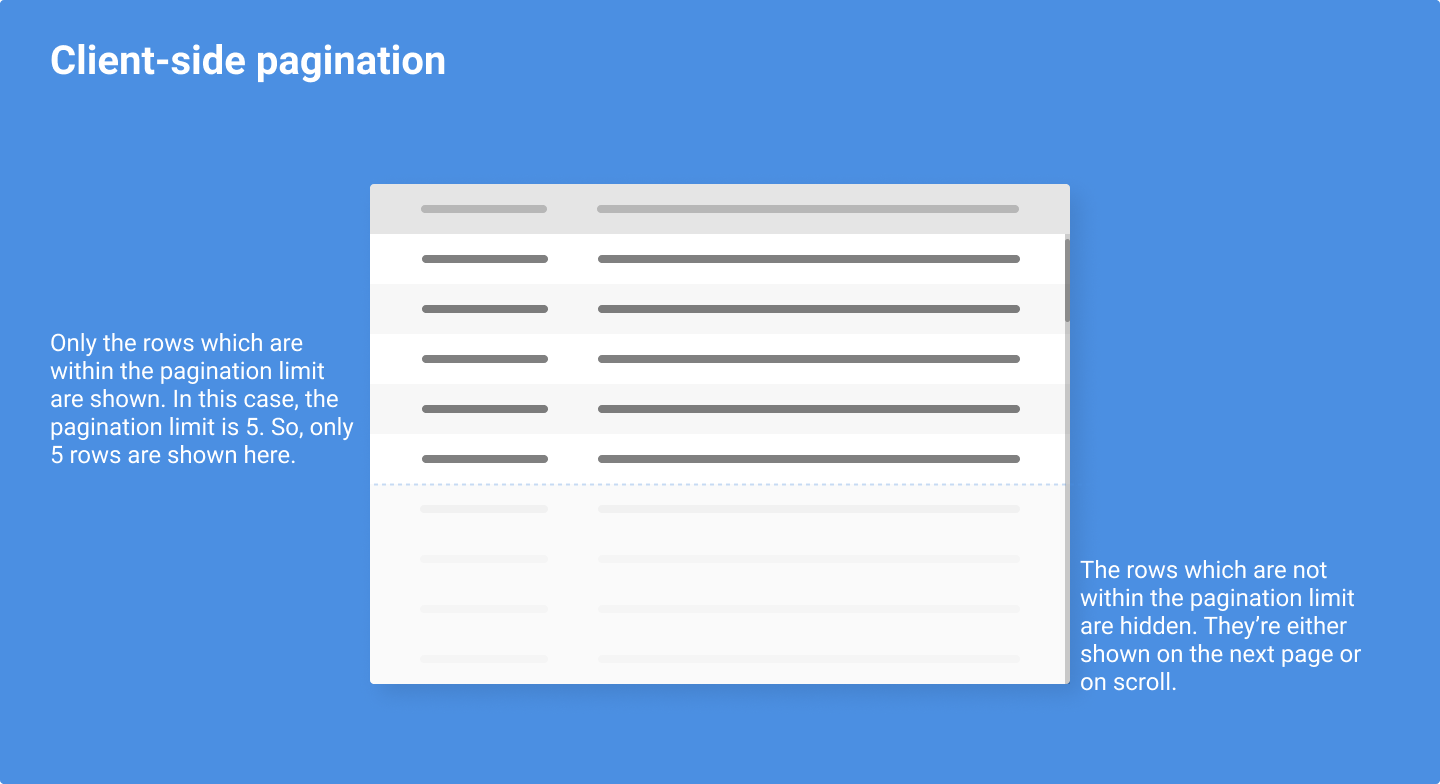 Client-side pagination
Only the rows which are
within the pagination limit
are shown. In this case, the
pagination limit is 5. So, only
5 rows are shown here.
The rows which are not
within the pagination limit
are hidden. They’re either
shown on the next page or
on scroll.